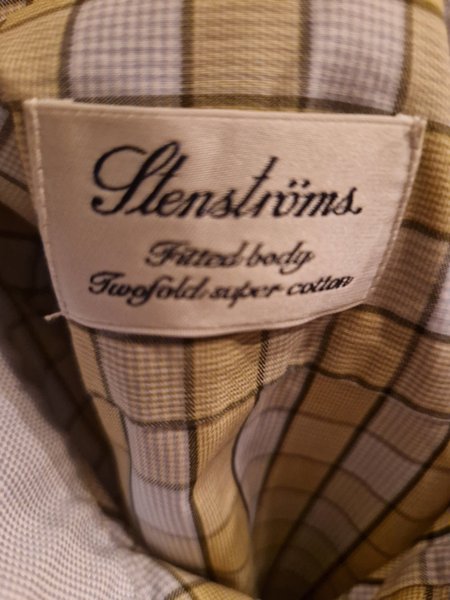 Stenströms
Fitted body
Twofold super cotton